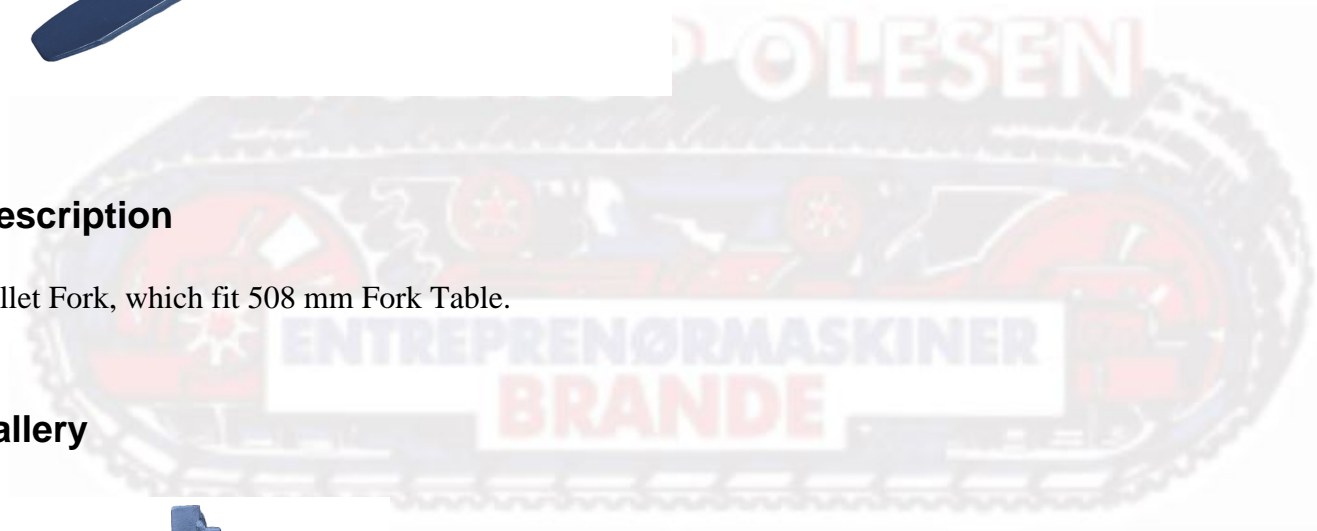 P OLESEN
escription
llet Fork, which fit 508 mm Fork Table.
ENTREPRENØRMASKINER
BRANDE
allery